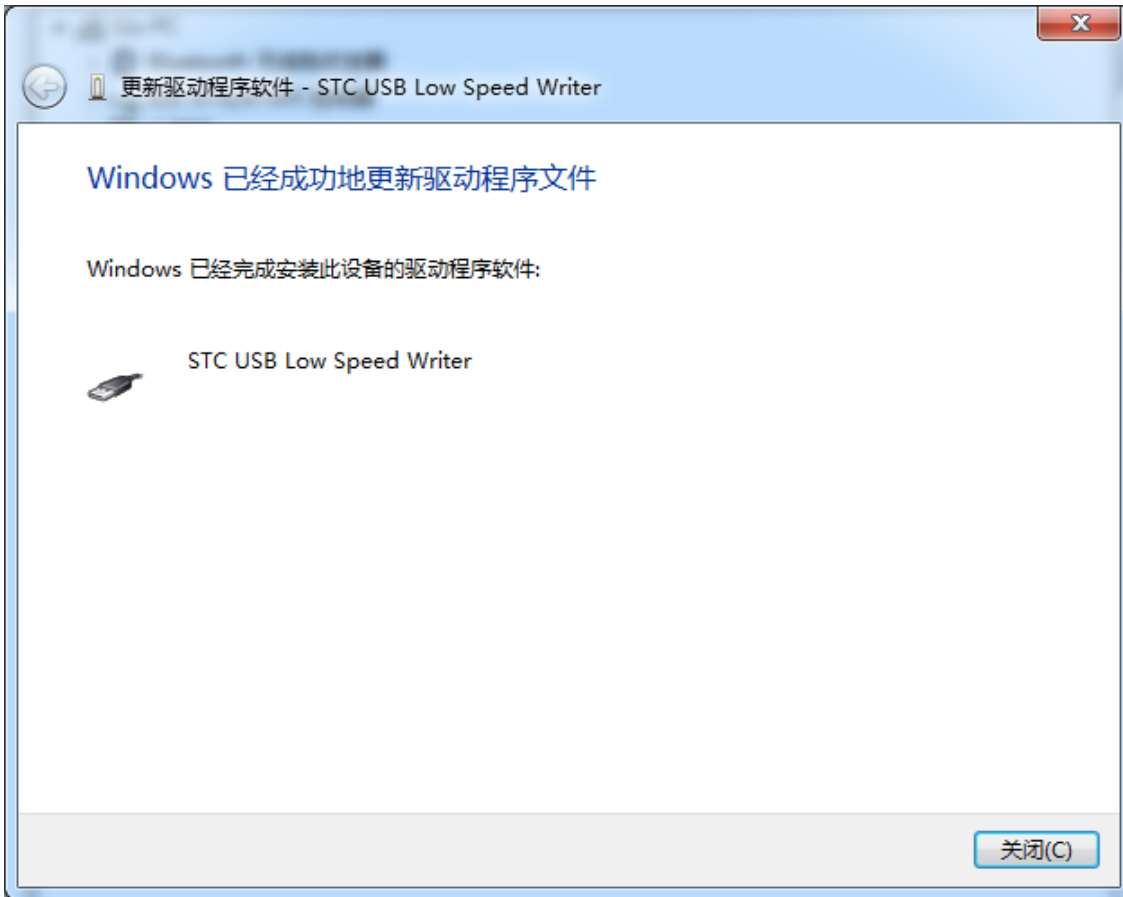 更新驱动程序软件 - STC USB Low Speed Writer
Windows 已经成功地更新驱动程序文件
Windows 已经完成安装此设备的驱动程序软件:
STC USB Low Speed Writer
关闭(C)